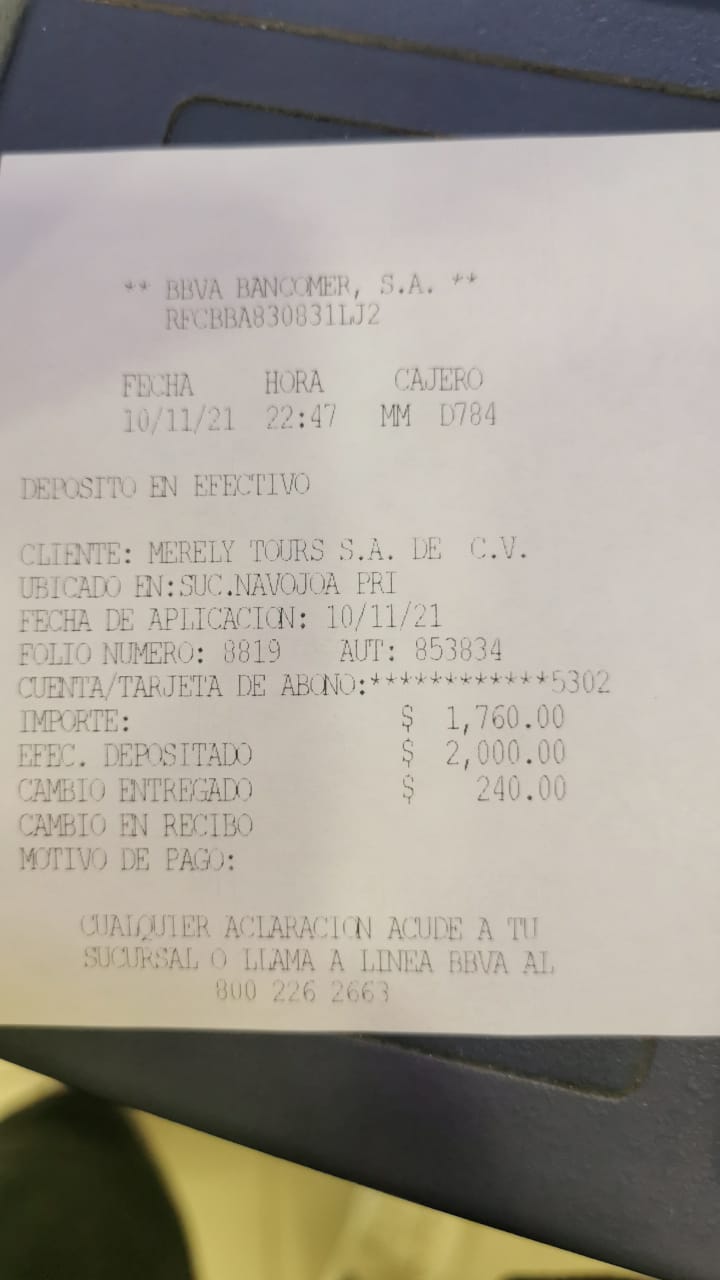 ** BBVA BANCOMER, S.A. **
RFCBBA830831LJ2
FECHA HORA CAJERO
10/11/21 22:47 MM D784
DEPOSITO EN EFECTIVO
CLIENTE: MERELY TOURS S.A. DE C.V.
UBICADO EN:SUC.NAVOJOA PRI
FECHA DE APLICACION: 10/11/21
FOLIO NUMERO: 8819 AUT: 853834
CUENTA/TARJETA DE ABONO:************5302
IMPORTE: $ 1,760.00
EFEC. DEPOSITADO $ 2,000.00
CAMBIO ENTREGADO $ 240.00
CAMBIO EN RECIBO
MOTIVO DE PAGO:
CUALQUIER ACLARACION ACUDE A TU
SUCURSAL O LLAMA A LINEA BBVA AL
800 226 2663